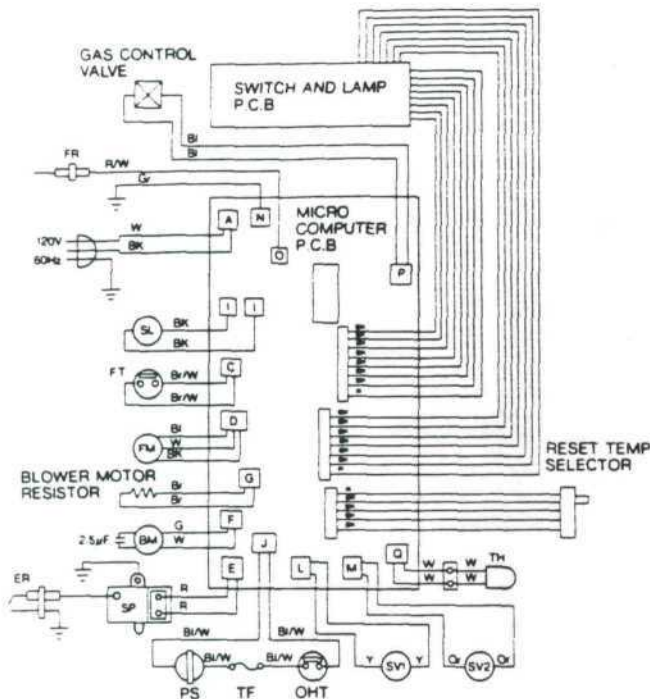 GAS CONTROL
VALVE
SWITCH AND LAMP
P.C.B
Bl
Bl
FR
R/W
Gr
A
N
MICRO
COMPUTER
P.C.B
W
120V
BK
60Hz
O
P
I
I
SL
BK
BK
FT
Br/W
C
Br/W
Bl
D
FM
W
BK
RESET TEMP
SELECTOR
BLOWER MOTOR
RESISTOR
Br
G
Br
2.5µF
BM
G
F
W
J
Q
W
W
TH
W
W
E
L
M
ER
SP
R
R
Bl/W
Bl/W
Bl/W
Bl/W
Y
SV1
Y
Or
SV2
Or
PS
TF
OHT